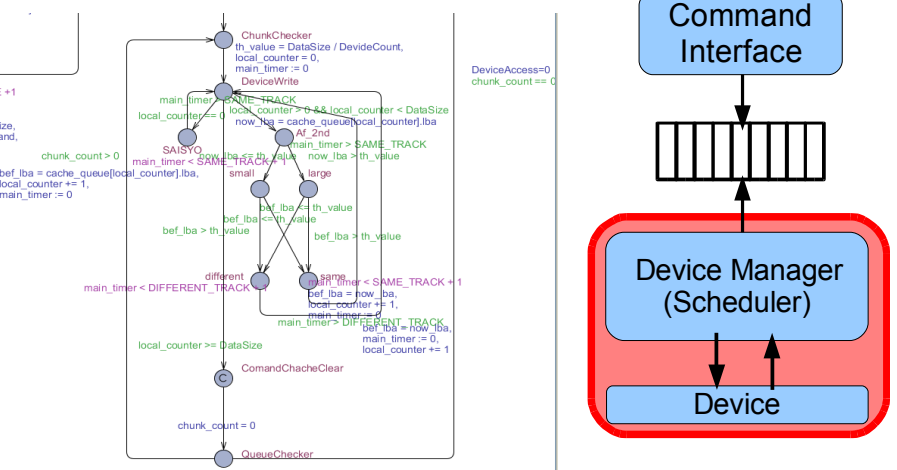 ChunkChecker
th_value = DataSize / DevideCount,
local_counter = 0,
main_timer := 0
DeviceWrite
main_timer > SAME_TRACK
local_counter > 0 && local_counter < DataSize
local_counter == 0
now_lba = cache_queue[local_counter].lba
Af_2nd
main_timer > SAME_TRACK
SAISYO
chunk_count > 0
now_lba <= th_value
now_lba > th_value
main_timer < SAME_TRACK + 1
small
large
+1
ize,
and,
bef_lba = cache_queue[local_counter].lba,
local_counter += 1,
main_timer := 0
bef_lba <= th_value
bef_lba <= th_value
bef_lba > th_value
bef_lba > th_value
different
same
main_timer < SAME_TRACK + 1
main_timer < DIFFERENT_TRACK
bef_lba = now_lba,
local_counter += 1,
main_timer := 0
main_timer > DIFFERENT_TRACK
bef_lba = now_lba,
main_timer := 0,
local_counter += 1
local_counter >= DataSize
ComandChacheClear
C
chunk_count = 0
QueueChecker
DeviceAccess=0
chunk_count == 0
Command
Interface
Device Manager
(Scheduler)
Device